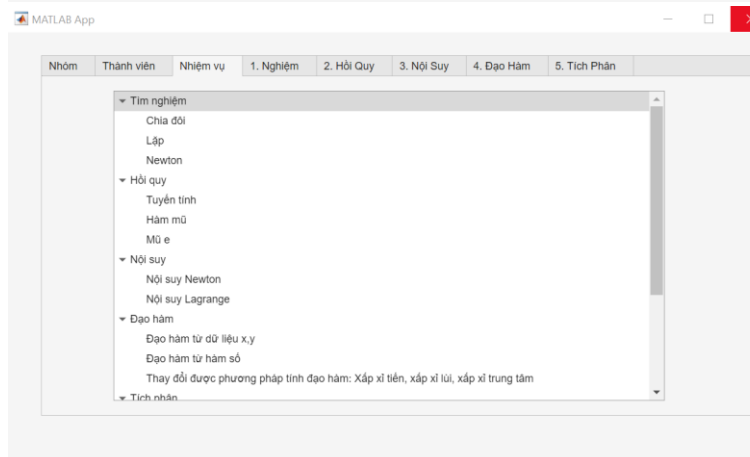 MATLAB App
Nhóm Thành viên Nhiệm vụ 1. Nghiệm 2. Hồi Quy 3. Nội Suy 4. Đạo Hàm 5. Tích Phân
Tìm nghiệm
Chia đôi
Lặp
Newton
Hồi quy
Tuyến tính
Hàm mũ
Mũ e
Nội suy
Nội suy Newton
Nội suy Lagrange
Đạo hàm
Đạo hàm từ dữ liệu x,y
Đạo hàm từ hàm số
Thay đổi được phương pháp tính đạo hàm: Xấp xỉ tiến, xấp xỉ lùi, xấp xỉ trung tâm
Tích phân